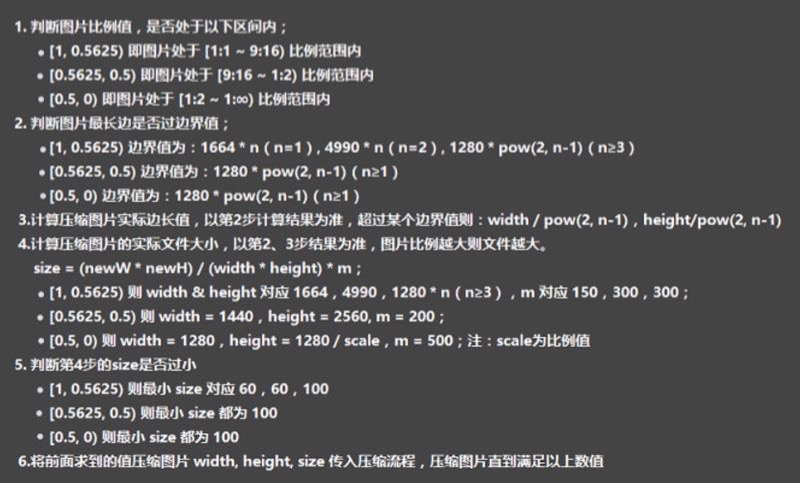 1. 判断图片比例值，是否处于以下区间内；
• [1, 0.5625) 即图片处于 [1:1 ~ 9:16) 比例范围内
• [0.5625, 0.5) 即图片处于 [9:16 ~ 1:2) 比例范围内
• [0.5, 0) 即图片处于 [1:2 ~ 1:∞) 比例范围内
2. 判断图片最长边是否过边界值；
• [1, 0.5625) 边界值为：1664 * n（n=1）, 4990 * n（n=2）, 1280 * pow(2, n-1)（n≥3）
• [0.5625, 0.5) 边界值为：1280 * pow(2, n-1)（n≥1）
• [0.5, 0) 边界值为：1280 * pow(2, n-1)（n≥1）
3.计算压缩图片实际边长值，以第2步计算结果为准，超过某个边界值则：width / pow(2, n-1)，height/pow(2, n-1)
4.计算压缩图片的实际文件大小，以第2、3步结果为准，图片比例越大则文件越大。
size = (newW * newH) / (width * height) * m；
• [1, 0.5625) 则 width & height 对应 1664，4990，1280 * n（n≥3），m 对应 150，300，300；
• [0.5625, 0.5) 则 width = 1440，height = 2560, m = 200；
• [0.5, 0) 则 width = 1280，height = 1280 / scale，m = 500；注：scale为比例值
5. 判断第4步的size是否过小
• [1, 0.5625) 则最小 size 对应 60，60，100
• [0.5625, 0.5) 则最小 size 都为 100
• [0.5, 0) 则最小 size 都为 100
6.将前面求到的值压缩图片 width, height, size 传入压缩流程，压缩图片直到满足以上数值